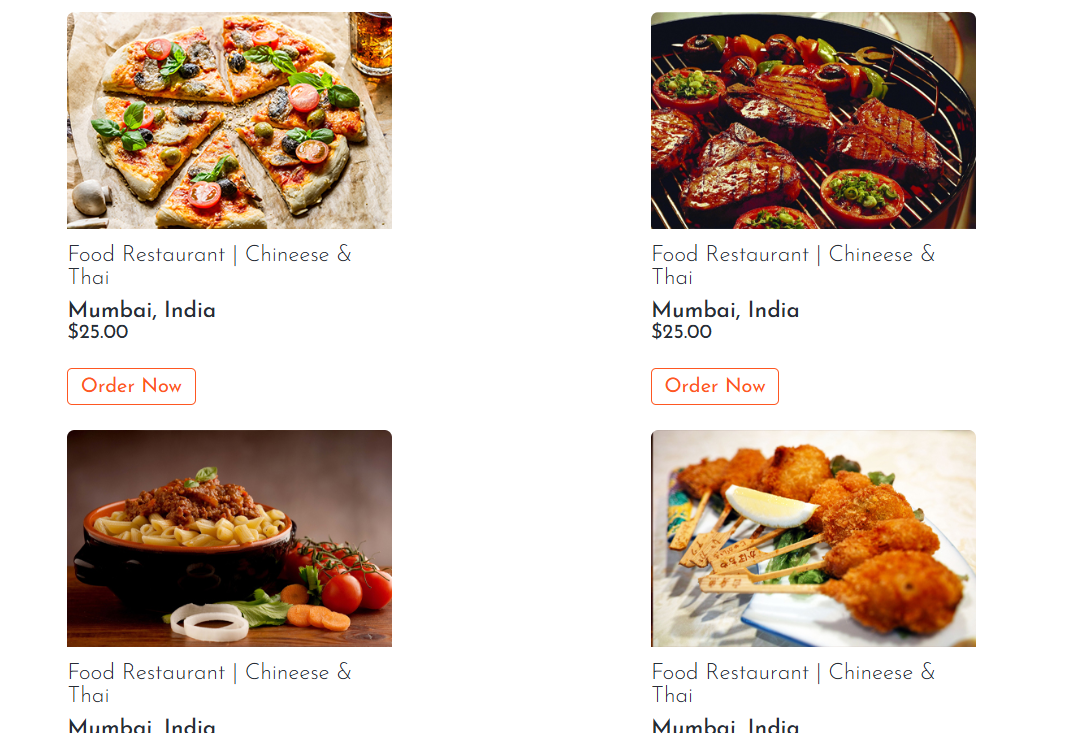 Food Restaurant | Chineese &
Thai
Mumbai, India
$25.00
Order Now
Food Restaurant | Chineese &
Thai
Mumbai, India
$25.00
Order Now
Food Restaurant | Chineese &
Thai
Mumbai, India
Food Restaurant | Chineese &
Thai
Mumbai, India